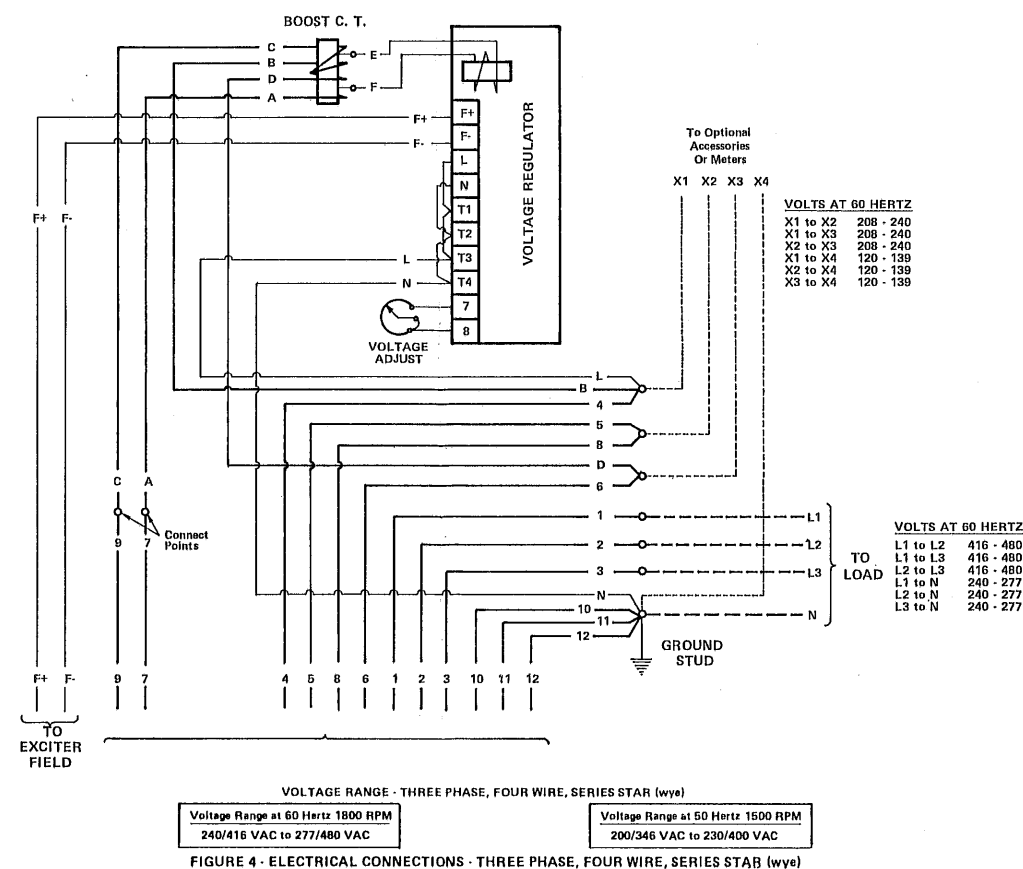 BOOST C. T.
C
B
D
A
E
F
F+
F-
F+
F-
L
N
T1
T2
T3
T4
7
8
VOLTAGE REGULATOR
L
N
VOLTAGE
ADJUST
F+
F-
To Optional
Accessories
Or Meters
X1 X2 X3 X4
VOLTS AT 60 HERTZ
X1 to X2 208 - 240
X1 to X3 208 - 240
X2 to X3 208 - 240
X1 to X4 120 - 139
X2 to X4 120 - 139
X3 to X4 120 - 139
L
B
4
5
8
D
6
1
2
3
N
10
11
12
C
A
9
7
Connect
Points
L1
L2
L3
N
TO
LOAD
VOLTS AT 60 HERTZ
L1 to L2 416 - 480
L1 to L3 416 - 480
L2 to L3 416 - 480
L1 to N 240 - 277
L2 to N 240 - 277
L3 to N 240 - 277
GROUND
STUD
F+ F- 9 7 4 5 8 6 1 2 3 10 11 12
TO
EXCITER
FIELD
VOLTAGE RANGE - THREE PHASE, FOUR WIRE, SERIES STAR (wye)
Voltage Range at 60 Hertz 1800 RPM
240/416 VAC to 277/480 VAC
Voltage Range at 50 Hertz 1500 RPM
200/346 VAC to 230/400 VAC
FIGURE 4 - ELECTRICAL CONNECTIONS - THREE PHASE, FOUR WIRE, SERIES STAR (wye)